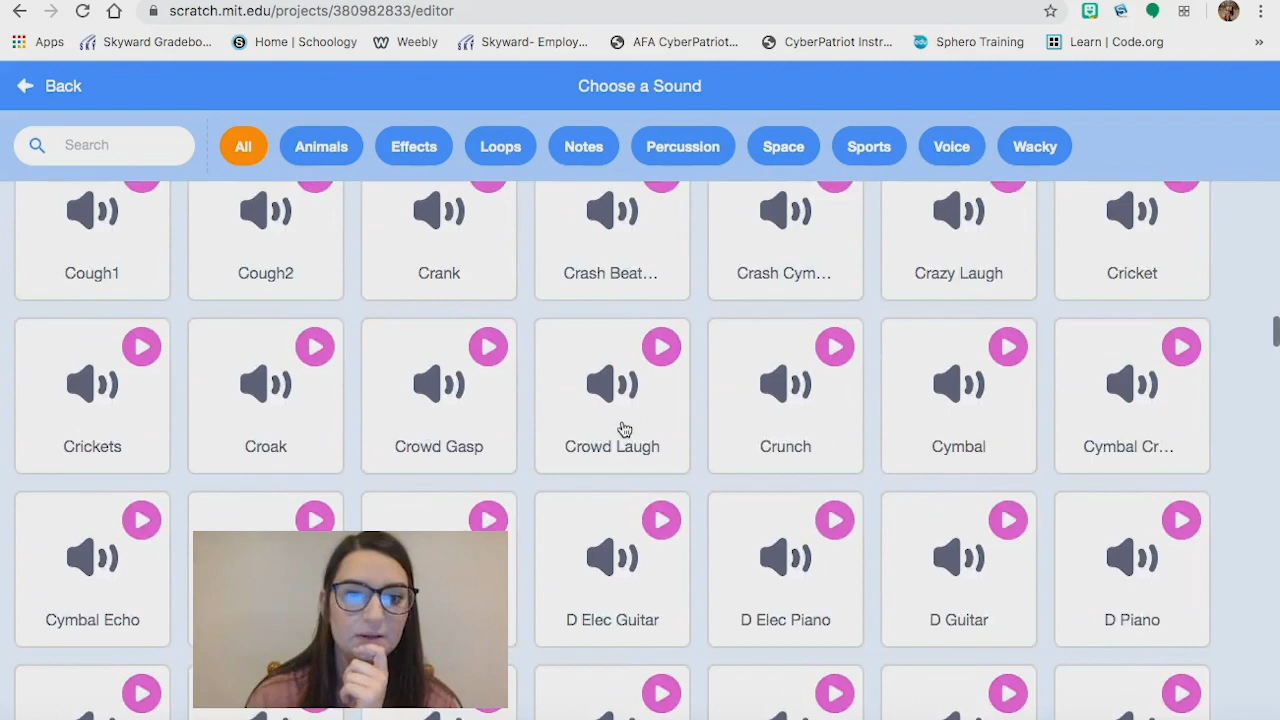 scratch.mit.edu/projects/380982833/editor
Apps Skyward Gradebo... Home | Schoology Weebly Skyward- Employ... AFA CyberPatriot... CyberPatriot Instr... Sphero Training Learn | Code.org »
Back Choose a Sound
Search All Animals Effects Loops Notes Percussion Space Sports Voice Wacky
Cough1 Cough2 Crank Crash Beat... Crash Cym... Crazy Laugh Cricket
Crickets Croak Crowd Gasp Crowd Laugh Crunch Cymbal Cymbal Cr...
Cymbal Echo D Elec Guitar D Elec Piano D Guitar D Piano